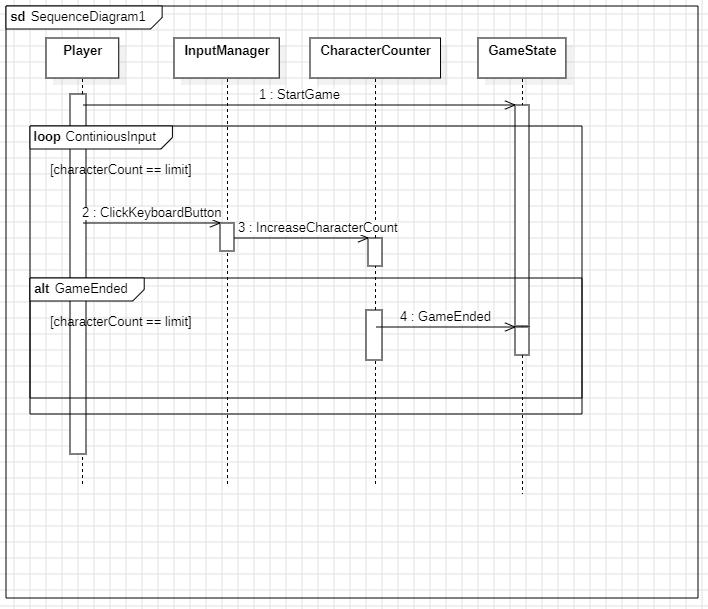 sd SequenceDiagram1
Player
InputManager
CharacterCounter
GameState
1 : StartGame
loop ContiniousInput
[characterCount == limit]
2 : ClickKeyboardButton
3 : IncreaseCharacterCount
alt GameEnded
[characterCount == limit]
4 : GameEnded